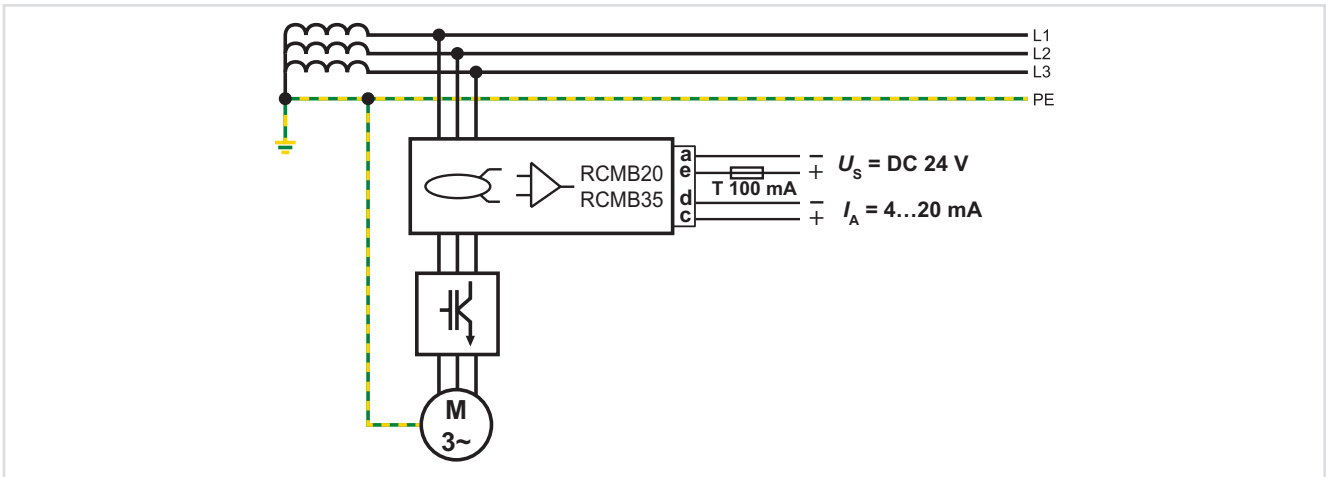 L1
L2
L3
PE
RCMB20
RCMB35
a
e
d
c
T 100 mA
− U_S = DC 24 V
+
− I_A = 4…20 mA
+
M
3~